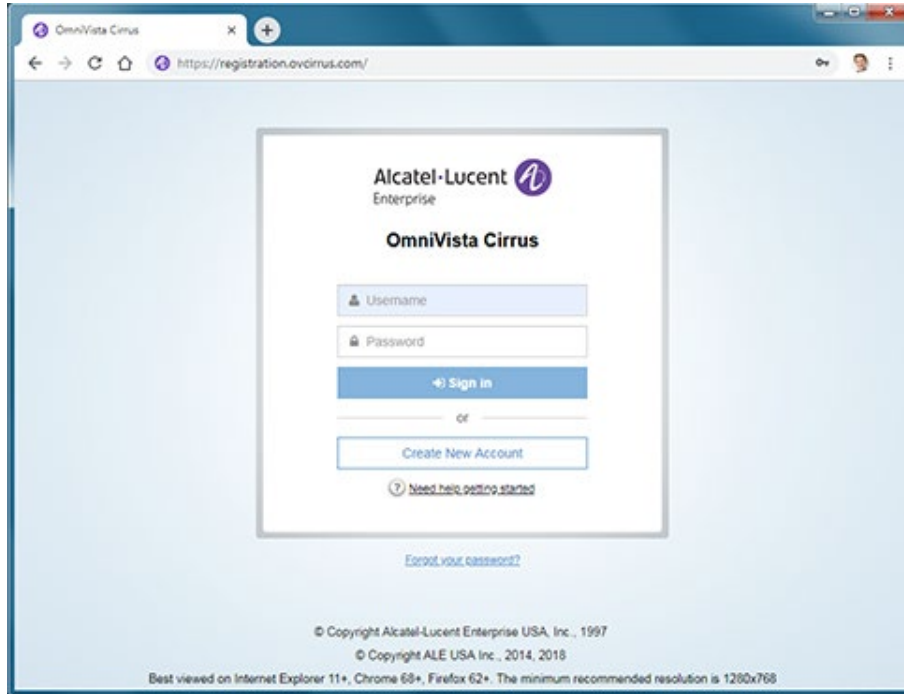 OmniVista Cirrus
https://registration.ovcirrus.com/
Alcatel·Lucent
Enterprise
OmniVista Cirrus
Username
Password
Sign in
or
Create New Account
? Need help getting started
Forgot your password?
© Copyright Alcatel-Lucent Enterprise USA, Inc., 1997
© Copyright ALE USA Inc., 2014, 2018
Best viewed on Internet Explorer 11+, Chrome 68+, Firefox 62+. The minimum recommended resolution is 1280x768